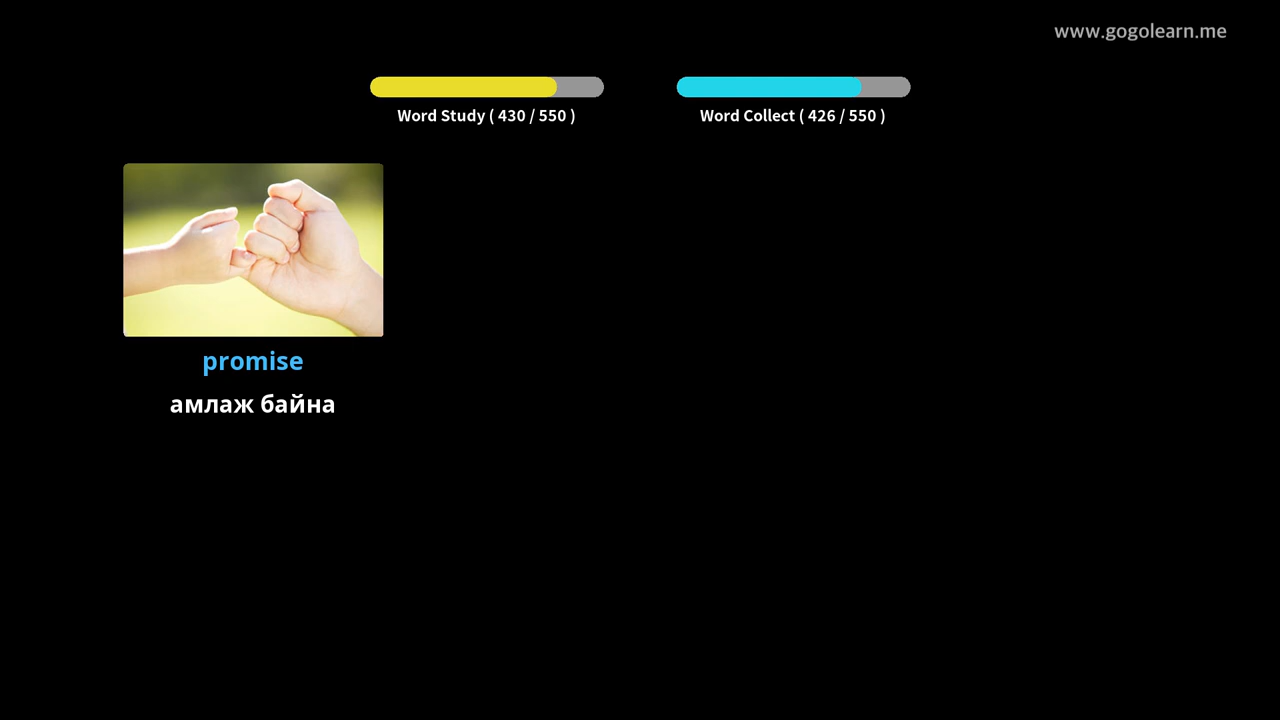 www.gogolearn.me
Word Study ( 430 / 550 )
Word Collect ( 426 / 550 )
promise
амлаж байна